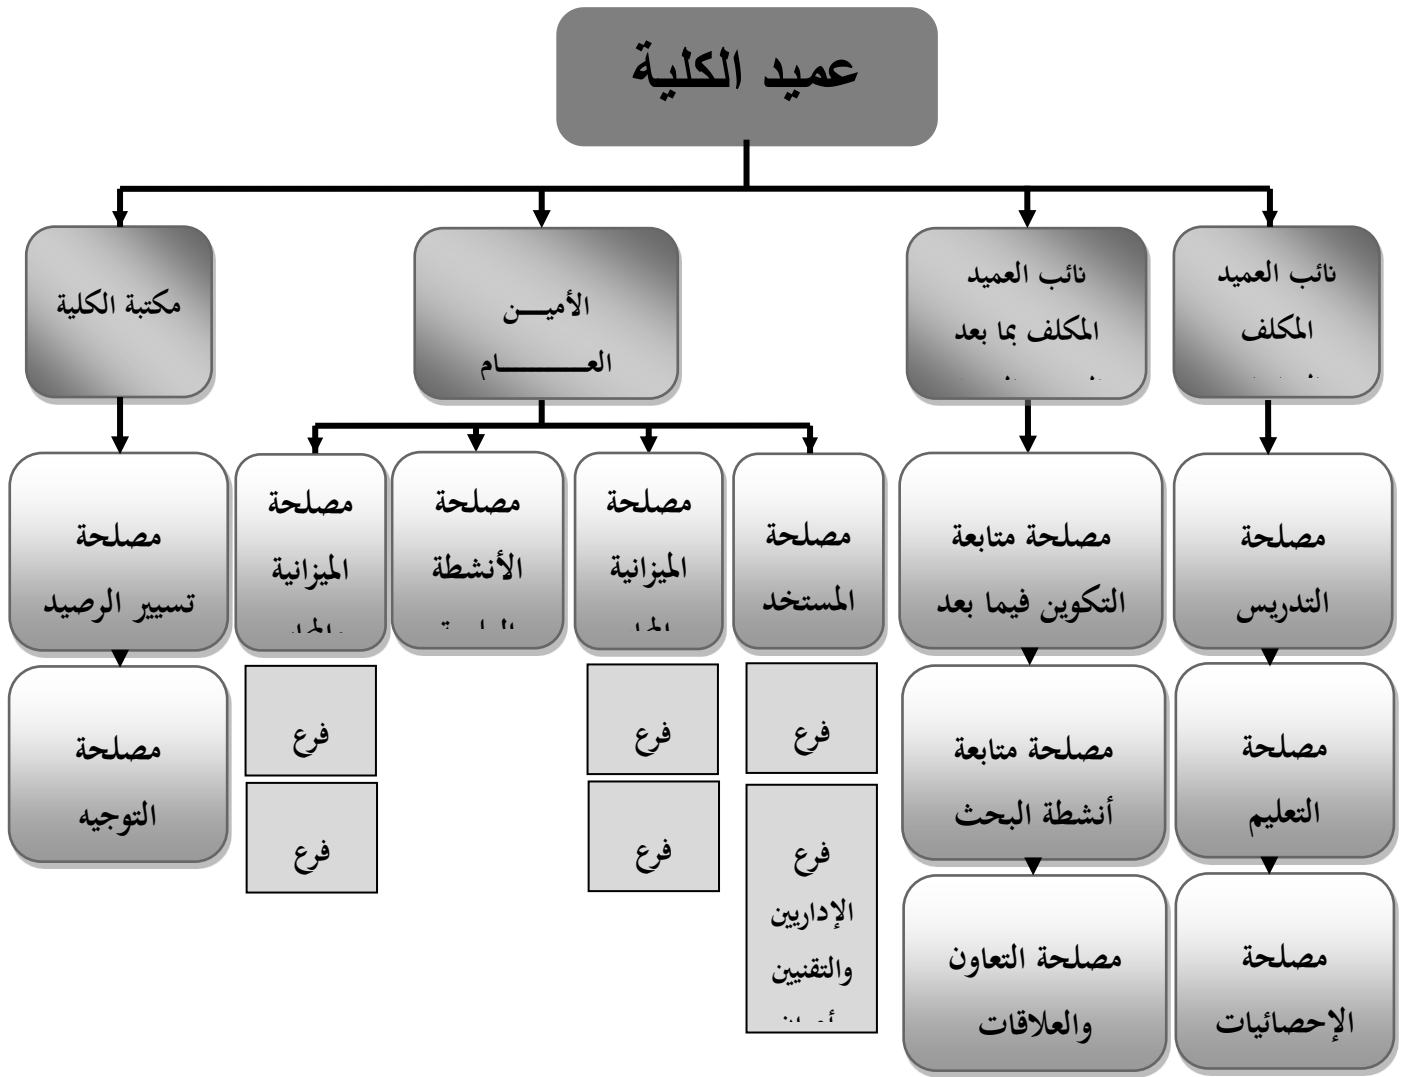 عميد الكلية
نائب العميد
المكلف
نائب العميد
المكلف بما بعد
الأميـــن
العـــــــــام
مكتبة الكلية
مصلحة
التدريس
مصلحة
التعليم
مصلحة
الإحصائيات
مصلحة متابعة
التكوين فيما بعد
مصلحة متابعة
أنشطة البحث
مصلحة التعاون
والعلاقات
مصلحة
المستخد
فرع
فرع
الإداريين
والتقنيين
مصلحة
الميزانية
فرع
فرع
مصلحة
الأنشطة
مصلحة
الميزانية
فرع
فرع
مصلحة
تسيير الرصيد
مصلحة
التوجيه